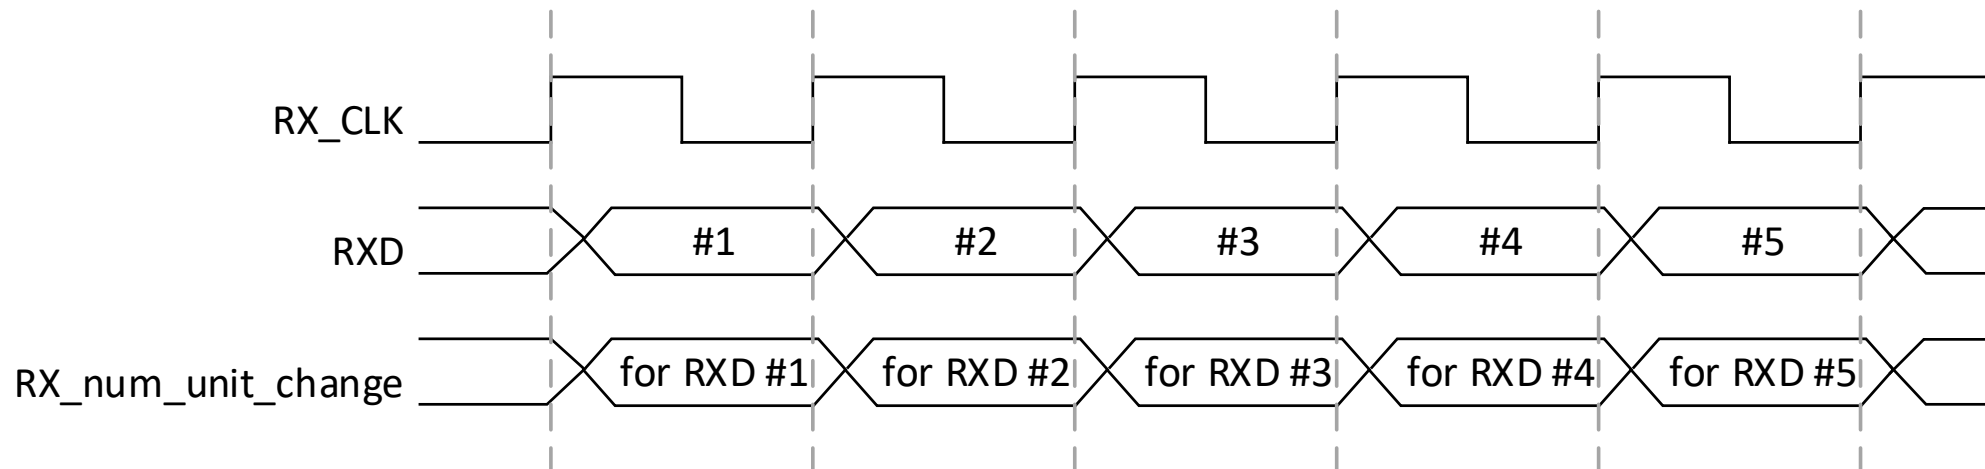 RX_CLK
RXD
#1
#2
#3
#4
#5
RX_num_unit_change
for RXD #1
for RXD #2
for RXD #3
for RXD #4
for RXD #5